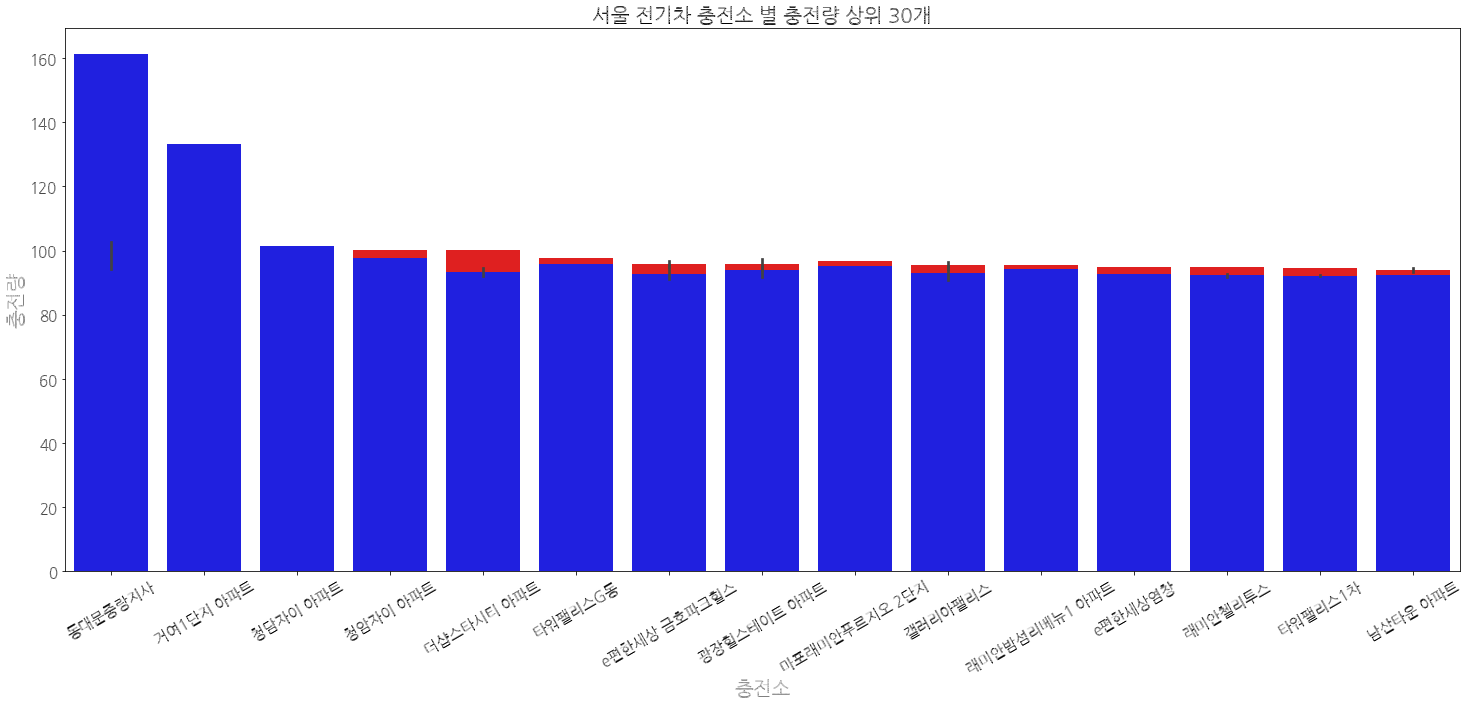 서울 전기차 충전소 별 충전량 상위 30개
충전량
160
140
120
100
80
60
40
20
0
동대문중랑지사
거여1단지 아파트
청담자이 아파트
청암자이 아파트
더샵스타시티 아파트
타워팰리스G동
e편한세상 금호파크힐스
광장힐스테이트 아파트
마포래미안푸르지오 2단지
갤러리아팰리스
래미안밤섬리베뉴1 아파트
e편한세상염창
래미안첼리투스
타워팰리스1차
남산타운 아파트
충전소